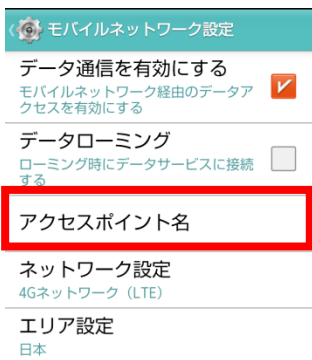 モバイルネットワーク設定
データ通信を有効にする
モバイルネットワーク経由のデータア
クセスを有効にする
データローミング
ローミング時にデータサービスに接続
する
アクセスポイント名
ネットワーク設定
4Gネットワーク（LTE）
エリア設定
日本